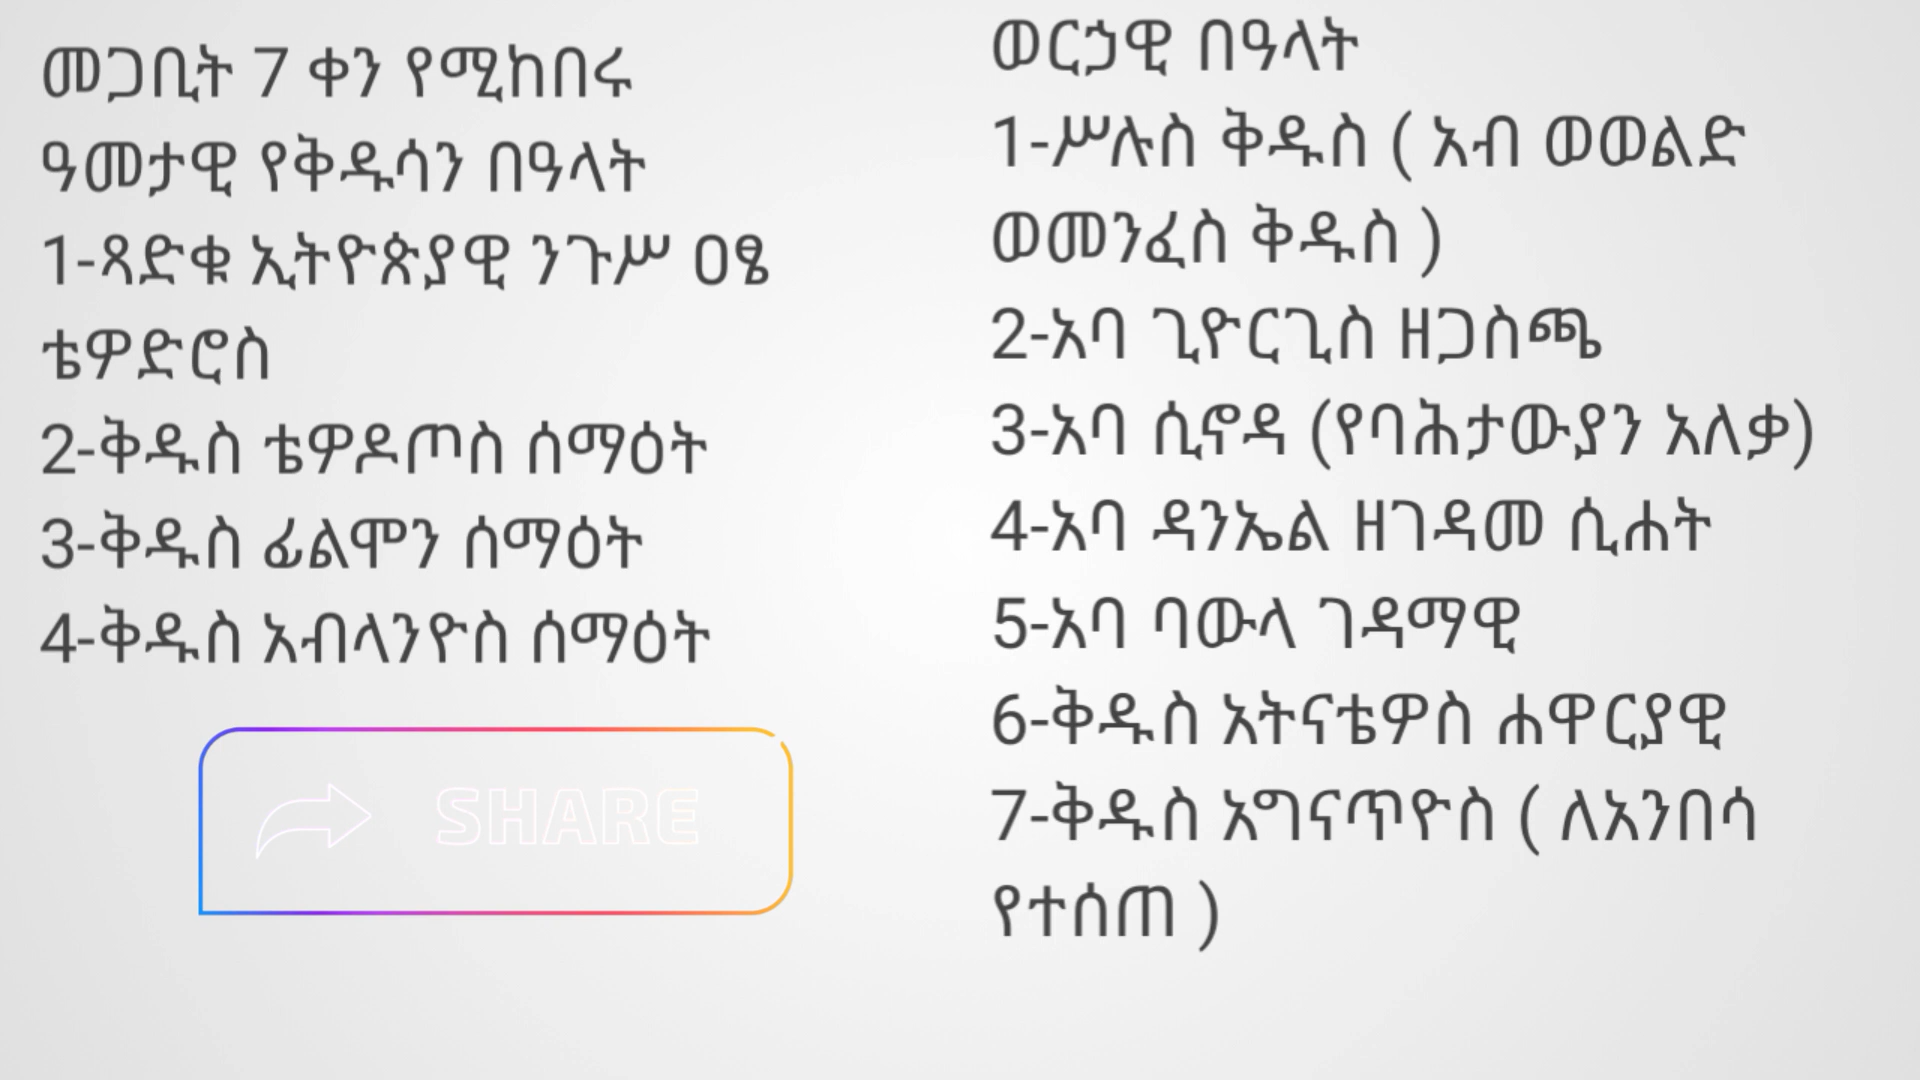 መጋቢት 7 ቀን የሚከበሩ
ዓመታዊ የቅዱሳን በዓላት
1-ጻድቁ ኢትዮጵያዊ ንጉሥ ዐፄ
ቴዎድሮስ
2-ቅዱስ ቴዎዶጦስ ሰማዕት
3-ቅዱስ ፊልሞን ሰማዕት
4-ቅዱስ አብላንዮስ ሰማዕት
SHARE
ወርኃዊ በዓላት
1-ሥሉስ ቅዱስ ( አብ ወወልድ
ወመንፈስ ቅዱስ )
2-አባ ጊዮርጊስ ዘጋስጫ
3-አባ ሲኖዳ (የባሕታውያን አለቃ)
4-አባ ዳንኤል ዘገዳመ ሲሐት
5-አባ ባውላ ገዳማዊ
6-ቅዱስ አትናቴዎስ ሐዋርያዊ
7-ቅዱስ አግናጥዮስ ( ለአንበሳ
የተሰጠ )